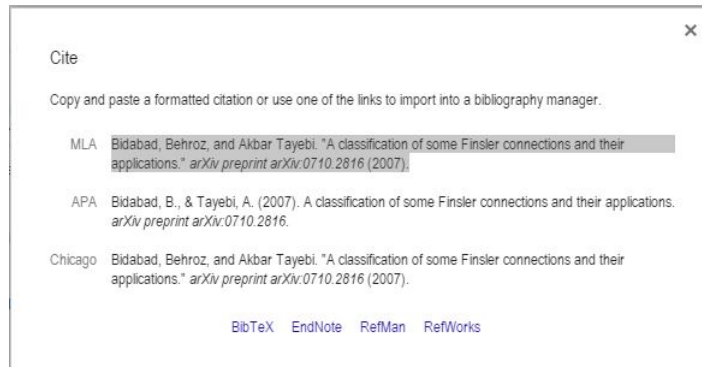 ×
Cite
Copy and paste a formatted citation or use one of the links to import into a bibliography manager.
MLA Bidabad, Behroz, and Akbar Tayebi. "A classification of some Finsler connections and their
applications." arXiv preprint arXiv:0710.2816 (2007).
APA Bidabad, B., & Tayebi, A. (2007). A classification of some Finsler connections and their applications.
arXiv preprint arXiv:0710.2816.
Chicago Bidabad, Behroz, and Akbar Tayebi. "A classification of some Finsler connections and their
applications." arXiv preprint arXiv:0710.2816 (2007).
BibTeX EndNote RefMan RefWorks